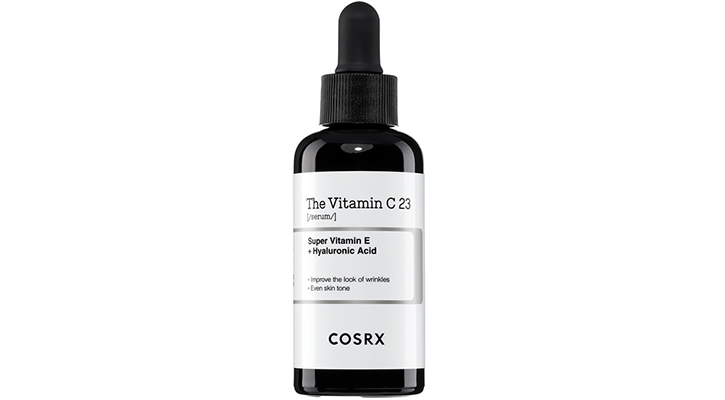 The Vitamin C 23
[/serum/]
Super Vitamin E
+ Hyaluronic Acid
• Improve the look of wrinkles
• Even skin tone
COSRX